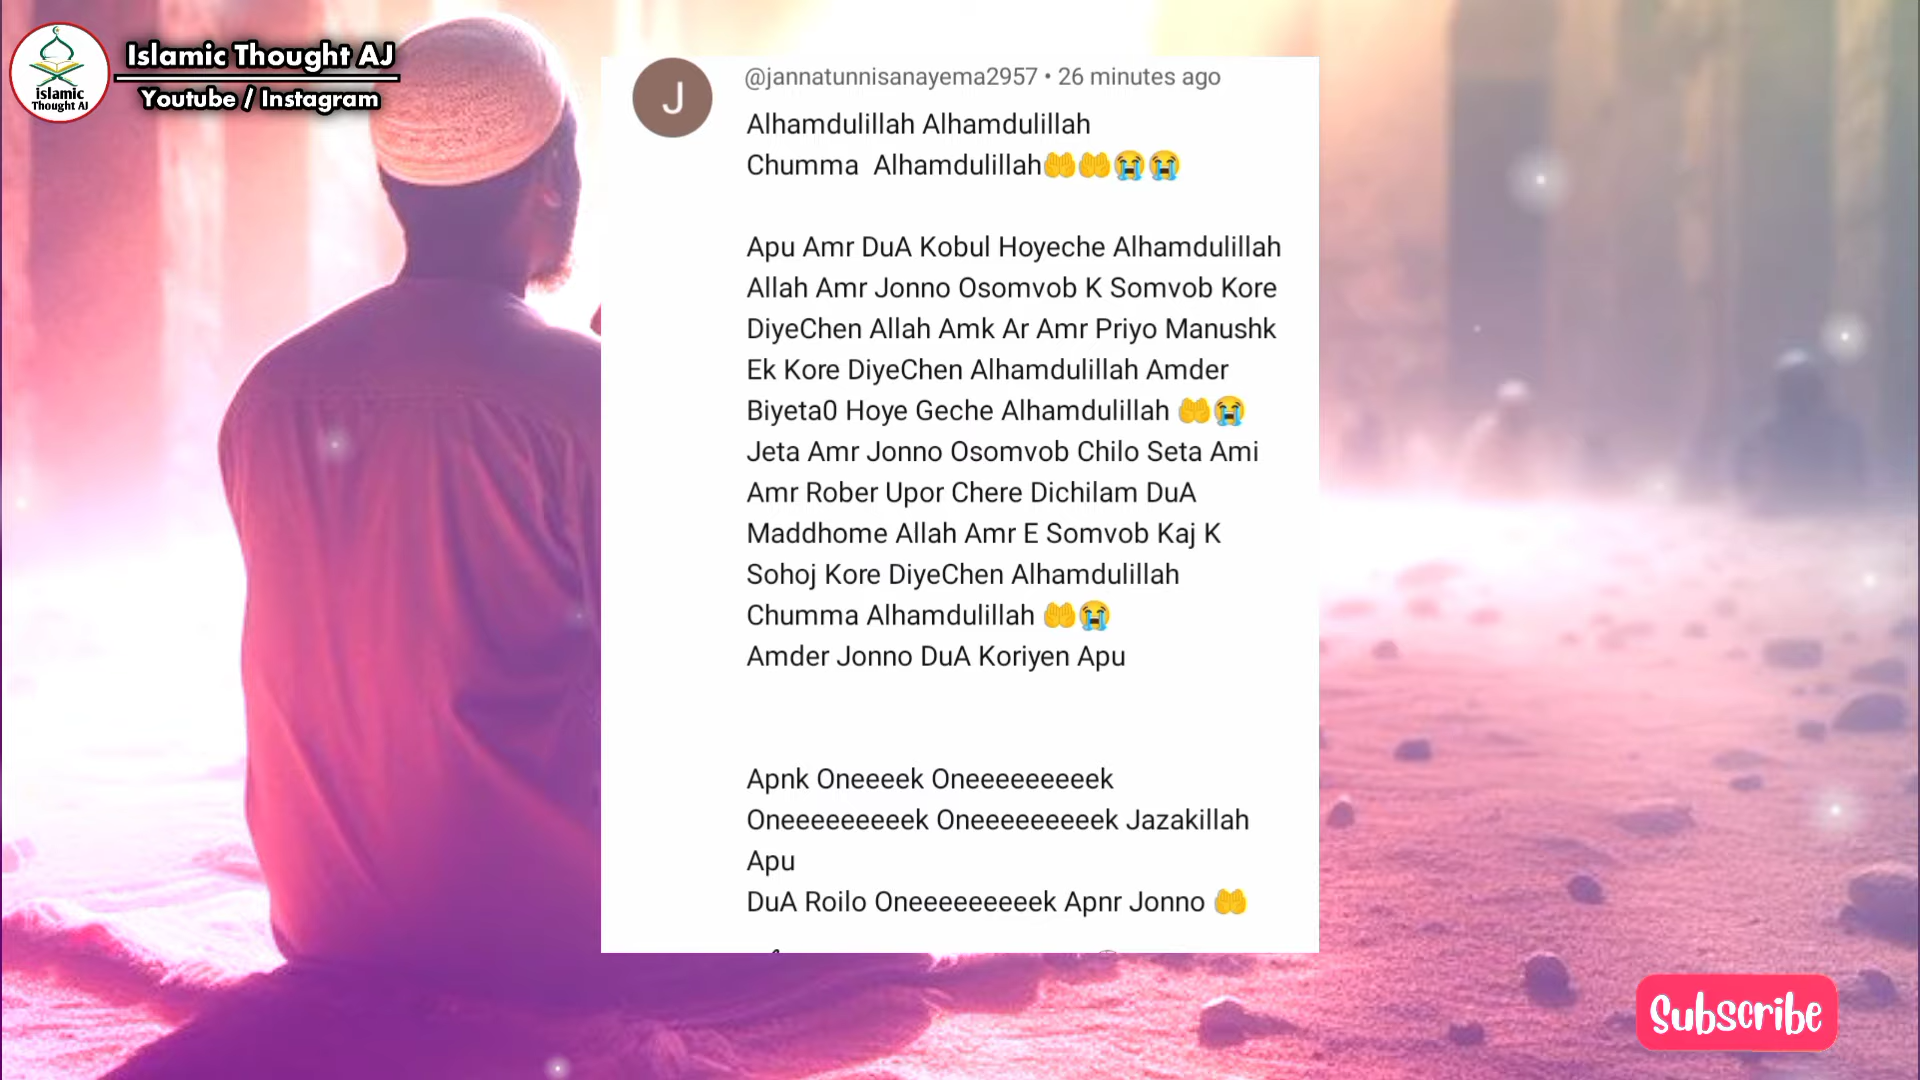 islamic
Thought AJ
Islamic Thought AJ
Youtube / Instagram
J
@jannatunnisanayema2957 • 26 minutes ago
Alhamdulillah Alhamdulillah
Chumma Alhamdulillah🤲🤲😭😭
Apu Amr DuA Kobul Hoyeche Alhamdulillah
Allah Amr Jonno Osomvob K Somvob Kore
DiyeChen Allah Amk Ar Amr Priyo Manushk
Ek Kore DiyeChen Alhamdulillah Amder
Biyeta0 Hoye Geche Alhamdulillah 🤲😭
Jeta Amr Jonno Osomvob Chilo Seta Ami
Amr Rober Upor Chere Dichilam DuA
Maddhome Allah Amr E Somvob Kaj K
Sohoj Kore DiyeChen Alhamdulillah
Chumma Alhamdulillah 🤲😭
Amder Jonno DuA Koriyen Apu
Apnk Oneeeek Oneeeeeeeeek
Oneeeeeeeeek Oneeeeeeeeek Jazakillah
Apu
DuA Roilo Oneeeeeeeeek Apnr Jonno 🤲
Subscribe